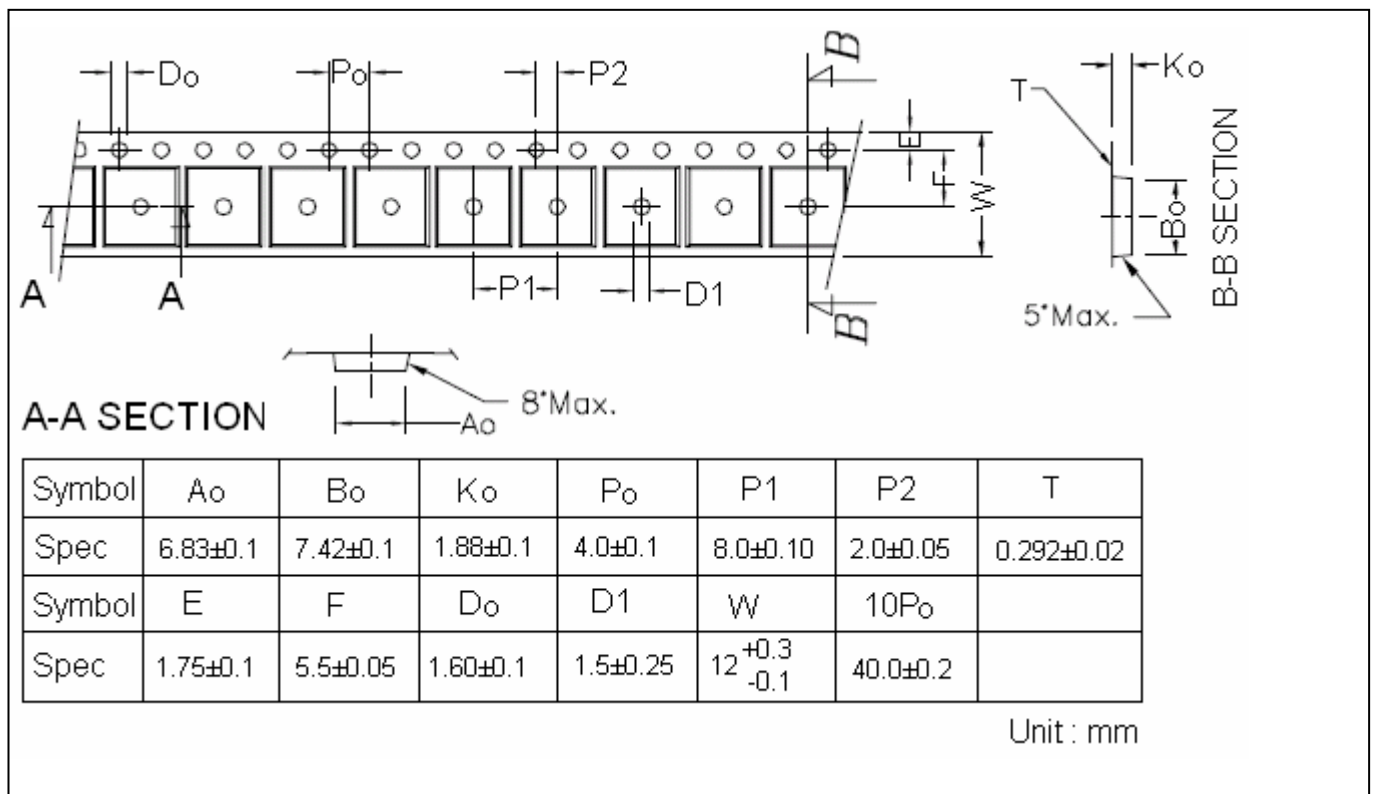 Do
Po
P2
B
Ko
T
E
F
W
Bo
B-B SECTION
A
A
P1
D1
B
5°Max.
8°Max.
A-A SECTION
Ao
Symbol Ao Bo Ko Po P1 P2 T
Spec 6.83±0.1 7.42±0.1 1.88±0.1 4.0±0.1 8.0±0.10 2.0±0.05 0.292±0.02
Symbol E F Do D1 W 10Po
Spec 1.75±0.1 5.5±0.05 1.60±0.1 1.5±0.25 12 +0.3 -0.1 40.0±0.2
Unit : mm